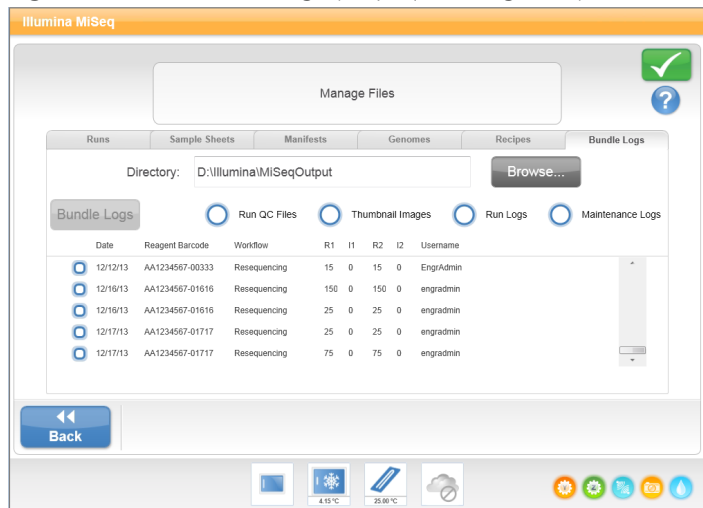 Illumina MiSeq
Manage Files
Runs Sample Sheets Manifests Genomes Recipes Bundle Logs
Directory: D:\Illumina\MiSeqOutput Browse...
Bundle Logs Run QC Files Thumbnail Images Run Logs Maintenance Logs
Date Reagent Barcode Workflow R1 I1 R2 I2 Username
12/12/13 AA1234567-00333 Resequencing 15 0 15 0 EngrAdmin
12/16/13 AA1234567-01616 Resequencing 150 0 150 0 engradmin
12/16/13 AA1234567-01616 Resequencing 25 0 25 0 engradmin
12/17/13 AA1234567-01717 Resequencing 25 0 25 0 engradmin
12/17/13 AA1234567-01717 Resequencing 75 0 75 0 engradmin
Back
4.15 °C 25.00 °C